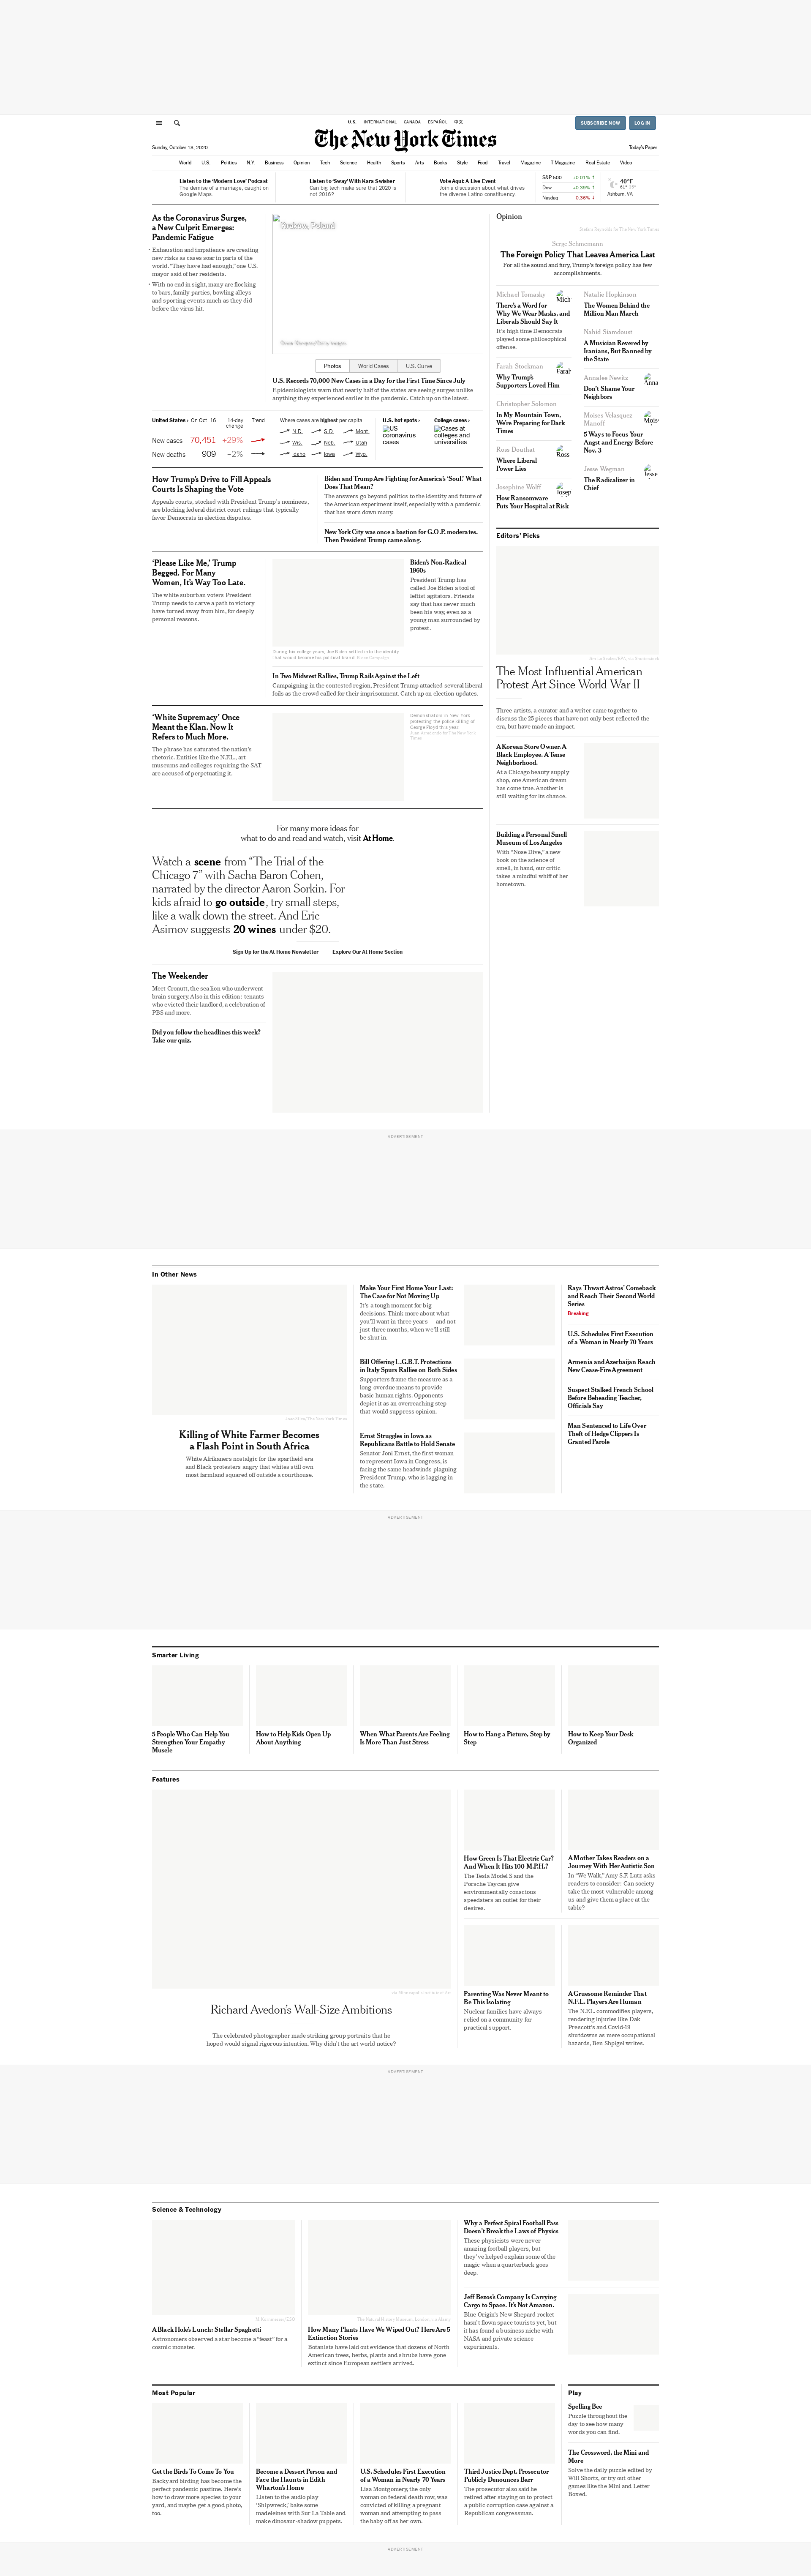 U.S. INTERNATIONAL CANADA ESPAÑOL 中文
SUBSCRIBE NOW LOG IN
The New York Times
Sunday, October 18, 2020
Today's Paper
World U.S. Politics N.Y. Business Opinion Tech Science Health Sports Arts Books Style Food Travel Magazine T Magazine Real Estate Video
Listen to the 'Modern Love' Podcast
The demise of a marriage, caught on
Google Maps.
Listen to 'Sway' With Kara Swisher
Can big tech make sure that 2020 is
not 2016?
Vote Aquí: A Live Event
Join a discussion about what drives
the diverse Latino constituency.
S&P 500 +0.01% ↑
Dow +0.39% ↑
Nasdaq -0.36% ↓
40°F
Ashburn, VA
As the Coronavirus Surges,
a New Culprit Emerges:
Pandemic Fatigue
• Exhaustion and impatience are creating
new risks as cases soar in parts of the
world. "They have had enough," one U.S.
mayor said of her residents.
• With no end in sight, many are flocking
to bars, family parties, bowling alleys
and sporting events much as they did
before the virus hit.
Krakow, Poland
Omar Marques/Getty Images
Photos World Cases U.S. Curve
U.S. Records 70,000 New Cases in a Day for the First Time Since July
Epidemiologists warn that nearly half of the states are seeing surges unlike
anything they experienced earlier in the pandemic. Catch up on the latest.
United States › On Oct. 16 14-day
change Trend
New cases 70,451 +29%
New deaths 909 –2%
Where cases are highest per capita
N.D. S.D. Mont.
Wis. Neb. Utah
Idaho Iowa Wyo.
U.S. hot spots ›
US
coronavirus
cases
College cases ›
Cases at
colleges and
universities
How Trump's Drive to Fill Appeals
Courts Is Shaping the Vote
Appeals courts, stocked with President Trump's nominees,
are blocking federal district court rulings that typically
favor Democrats in election disputes.
Biden and Trump Are Fighting for America's 'Soul.' What
Does That Mean?
The answers go beyond politics to the identity and future of
the American experiment itself, especially with a pandemic
that has worn down many.
New York City was once a bastion for G.O.P. moderates.
Then President Trump came along.
'Please Like Me,' Trump
Begged. For Many
Women, It's Way Too Late.
The white suburban voters President
Trump needs to carve a path to victory
have turned away from him, for deeply
personal reasons.
During his college years, Joe Biden settled into the identity
that would become his political brand. Biden Campaign
Biden's Non-Radical
1960s
President Trump has
called Joe Biden a tool of
leftist agitators. Friends
say that has never much
been his way, even as a
young man surrounded by
protest.
In Two Midwest Rallies, Trump Rails Against the Left
Campaigning in the contested region, President Trump attacked several liberal
foils as the crowd called for their imprisonment. Catch up on election updates.
'White Supremacy' Once
Meant the Klan. Now It
Refers to Much More.
The phrase has saturated the nation's
rhetoric. Entities like the N.F.L., art
museums and colleges requiring the SAT
are accused of perpetuating it.
Demonstrators in New York
protesting the police killing of
George Floyd this year.
For many more ideas for
what to do and read and watch, visit At Home.
Watch a scene from "The Trial of the
Chicago 7" with Sacha Baron Cohen,
narrated by the director Aaron Sorkin. For
kids afraid to go outside, try small steps,
like a walk down the street. And Eric
Asimov suggests 20 wines under $20.
Sign Up for the At Home Newsletter Explore Our At Home Section
The Weekender
Meet Cronutt, the sea lion who underwent
brain surgery. Also in this edition: tenants
who evicted their landlord, a celebration of
PBS and more.
Did you follow the headlines this week?
Take our quiz.
Opinion
Serge Schmemann
The Foreign Policy That Leaves America Last
For all the sound and fury, Trump's foreign policy has few
accomplishments.
Michael Tomasky
Mich
There's a Word for
Why We Wear Masks, and
Liberals Should Say It
It's high time Democrats
played some philosophical
offense.
Farah Stockman
Farah
Why Trump's
Supporters Loved Him
Christopher Solomon
In My Mountain Town,
We're Preparing for Dark
Times
Ross Douthat
Ross
Where Liberal
Power Lies
Josephine Wolff
Josep
How Ransomware
Puts Your Hospital at Risk
Natalie Hopkinson
The Women Behind the
Million Man March
Nahid Siamdoust
A Musician Revered by
Iranians, But Banned by
the State
Annalee Newitz
Anna
Don't Shame Your
Neighbors
Moises Velasquez-
Manoff
Moise
5 Ways to Focus Your
Angst and Energy Before
Nov. 3
Jesse Wegman
Jesse
The Radicalizer in
Chief
Editors' Picks
The Most Influential American
Protest Art Since World War II
Three artists, a curator and a writer came together to
discuss the 25 pieces that have not only best reflected the
era, but have made an impact.
A Korean Store Owner. A
Black Employee. A Tense
Neighborhood.
At a Chicago beauty supply
shop, one American dream
has come true. Another is
still waiting for its chance.
Building a Personal Smell
Museum of Los Angeles
With "Nose Dive," a new
book on the science of
smell, in hand, our critic
takes a mindful whiff of her
hometown.
ADVERTISEMENT
In Other News
Killing of White Farmer Becomes
a Flash Point in South Africa
White Afrikaners nostalgic for the apartheid era
and Black protesters angry that whites still own
most farmland squared off outside a courthouse.
Make Your First Home Your Last:
The Case for Not Moving Up
It's a tough moment for big
decisions. Think more about what
you'll want in three years — and not
just three months, when we'll still
be shut in.
Bill Offering L.G.B.T. Protections
in Italy Spurs Rallies on Both Sides
Supporters frame the measure as a
long-overdue means to provide
basic human rights. Opponents
depict it as an overreaching step
that would suppress opinion.
Ernst Struggles in Iowa as
Republicans Battle to Hold Senate
Senator Joni Ernst, the first woman
to represent Iowa in Congress, is
facing the same headwinds plaguing
President Trump, who is lagging in
the state.
Rays Thwart Astros' Comeback
and Reach Their Second World
Series
Breaking
U.S. Schedules First Execution
of a Woman in Nearly 70 Years
Armenia and Azerbaijan Reach
New Cease-Fire Agreement
Suspect Stalked French School
Before Beheading Teacher,
Officials Say
Man Sentenced to Life Over
Theft of Hedge Clippers Is
Granted Parole
ADVERTISEMENT
Smarter Living
5 People Who Can Help You
Strengthen Your Empathy
Muscle
How to Help Kids Open Up
About Anything
When What Parents Are Feeling
Is More Than Just Stress
How to Hang a Picture, Step by
Step
How to Keep Your Desk
Organized
Features
Richard Avedon's Wall-Size Ambitions
The celebrated photographer made striking group portraits that he
hoped would signal rigorous intention. Why didn't the art world notice?
How Green Is That Electric Car?
And When It Hits 100 M.P.H.?
The Tesla Model S and the
Porsche Taycan give
environmentally conscious
speedsters an outlet for their
desires.
A Mother Takes Readers on a
Journey With Her Autistic Son
In "We Walk," Amy S.F. Lutz asks
readers to consider: Can society
take the most vulnerable among
us and give them a place at the
table?
Parenting Was Never Meant to
Be This Isolating
Nuclear families have always
relied on a community for
practical support.
A Gruesome Reminder That
N.F.L. Players Are Human
The N.F.L. commodifies players,
rendering injuries like Dak
Prescott's and Covid-19
shutdowns as mere occupational
hazards, Ben Shpigel writes.
ADVERTISEMENT
Science & Technology
A Black Hole's Lunch: Stellar Spaghetti
Astronomers observed a star become a "feast" for a
cosmic monster.
How Many Plants Have We Wiped Out? Here Are 5
Extinction Stories
Botanists have laid out evidence that dozens of North
American trees, herbs, plants and shrubs have gone
extinct since European settlers arrived.
Why a Perfect Spiral Football Pass
Doesn't Break the Laws of Physics
These physicists were never
amazing football players, but
they've helped explain some of the
magic when a quarterback goes
deep.
Jeff Bezos's Company Is Carrying
Cargo to Space. It's Not Amazon.
Blue Origin's New Shepard rocket
hasn't flown space tourists yet, but
it has found a business niche with
NASA and private science
experiments.
Most Popular
Get the Birds To Come To You
Backyard birding has become the
perfect pandemic pastime. Here's
how to draw more species to your
yard, and maybe get a good photo,
too.
Become a Dessert Person and
Face the Haunts in Edith
Wharton's Home
Listen to the audio play
'Shipwreck,' bake some
madeleines with Sur La Table and
make dinosaur-shadow puppets.
U.S. Schedules First Execution
of a Woman in Nearly 70 Years
Lisa Montgomery, the only
woman on federal death row, was
convicted of killing a pregnant
woman and attempting to pass
the baby off as her own.
Third Justice Dept. Prosecutor
Publicly Denounces Barr
The prosecutor also said he
retired after staying on to protect
a public corruption case against a
Republican congressman.
Play
Spelling Bee
Puzzle throughout the
day to see how many
words you can find.
The Crossword, the Mini and
More
Solve the daily puzzle edited by
Will Shortz, or try out other
games like the Mini and Letter
Boxed.
ADVERTISEMENT